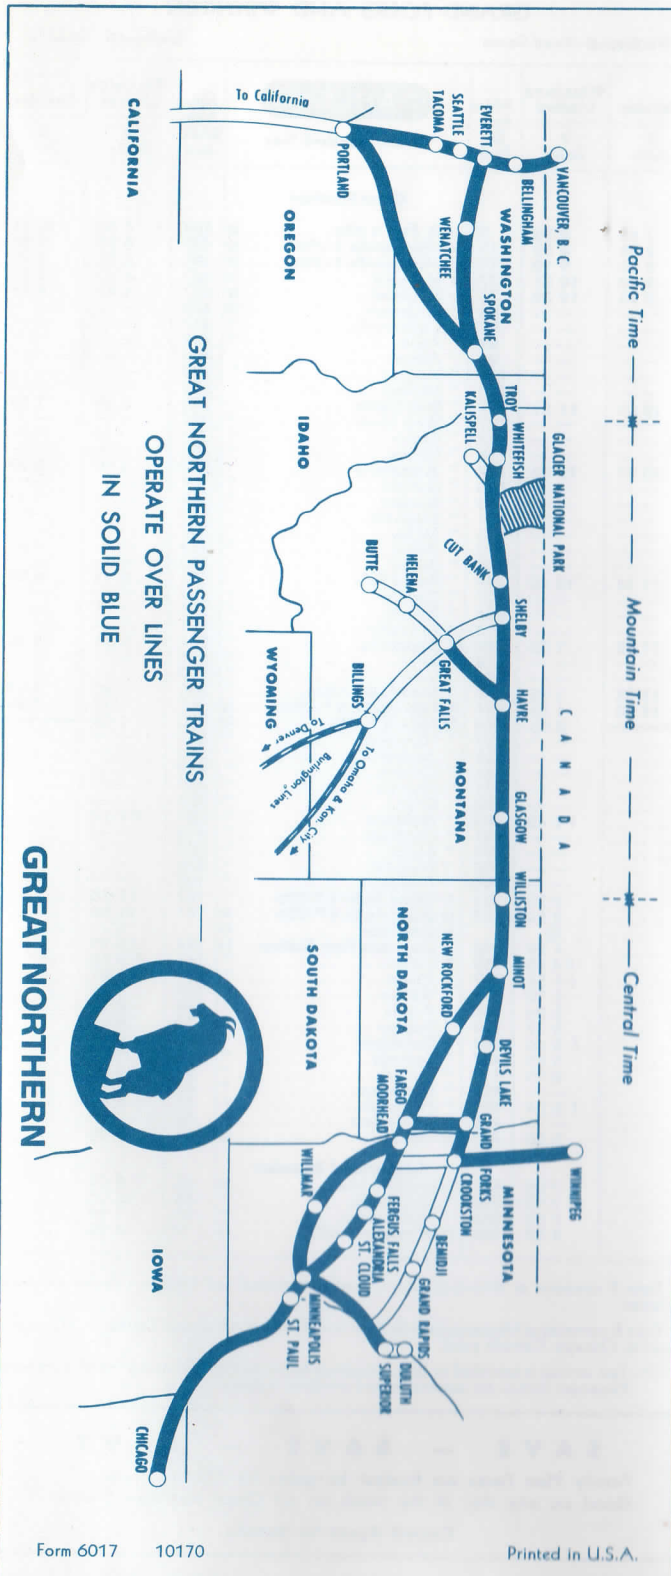 Pacific Time
Mountain Time
Central Time
CANADA
VANCOUVER, B. C.
GLACIER NATIONAL PARK
WINNIPEG
BELLINGHAM
EVERETT
SEATTLE
TACOMA
WASHINGTON
WENATCHEE
SPOKANE
TROY
WHITEFISH
KALISPELL
CUT BANK
SHELBY
HAVRE
GLASGOW
WILLISTON
MINOT
DEVILS LAKE
GRAND FORKS
CROOKSTON
MINNESOTA
BEMIDJI
GRAND RAPIDS
DULUTH
SUPERIOR
To California
PORTLAND
OREGON
CALIFORNIA
IDAHO
BUTTE
HELENA
GREAT FALLS
MONTANA
BILLINGS
WYOMING
To Denver
Burlington Lines
To Omaha & Kan. City
NORTH DAKOTA
NEW ROCKFORD
SOUTH DAKOTA
FARGO
MOORHEAD
WILLMAR
FERGUS FALLS
ALEXANDRIA
ST. CLOUD
MINNEAPOLIS
ST. PAUL
IOWA
CHICAGO
GREAT NORTHERN PASSENGER TRAINS
OPERATE OVER LINES
IN SOLID BLUE
GREAT NORTHERN
Form 6017 10170
Printed in U.S.A.